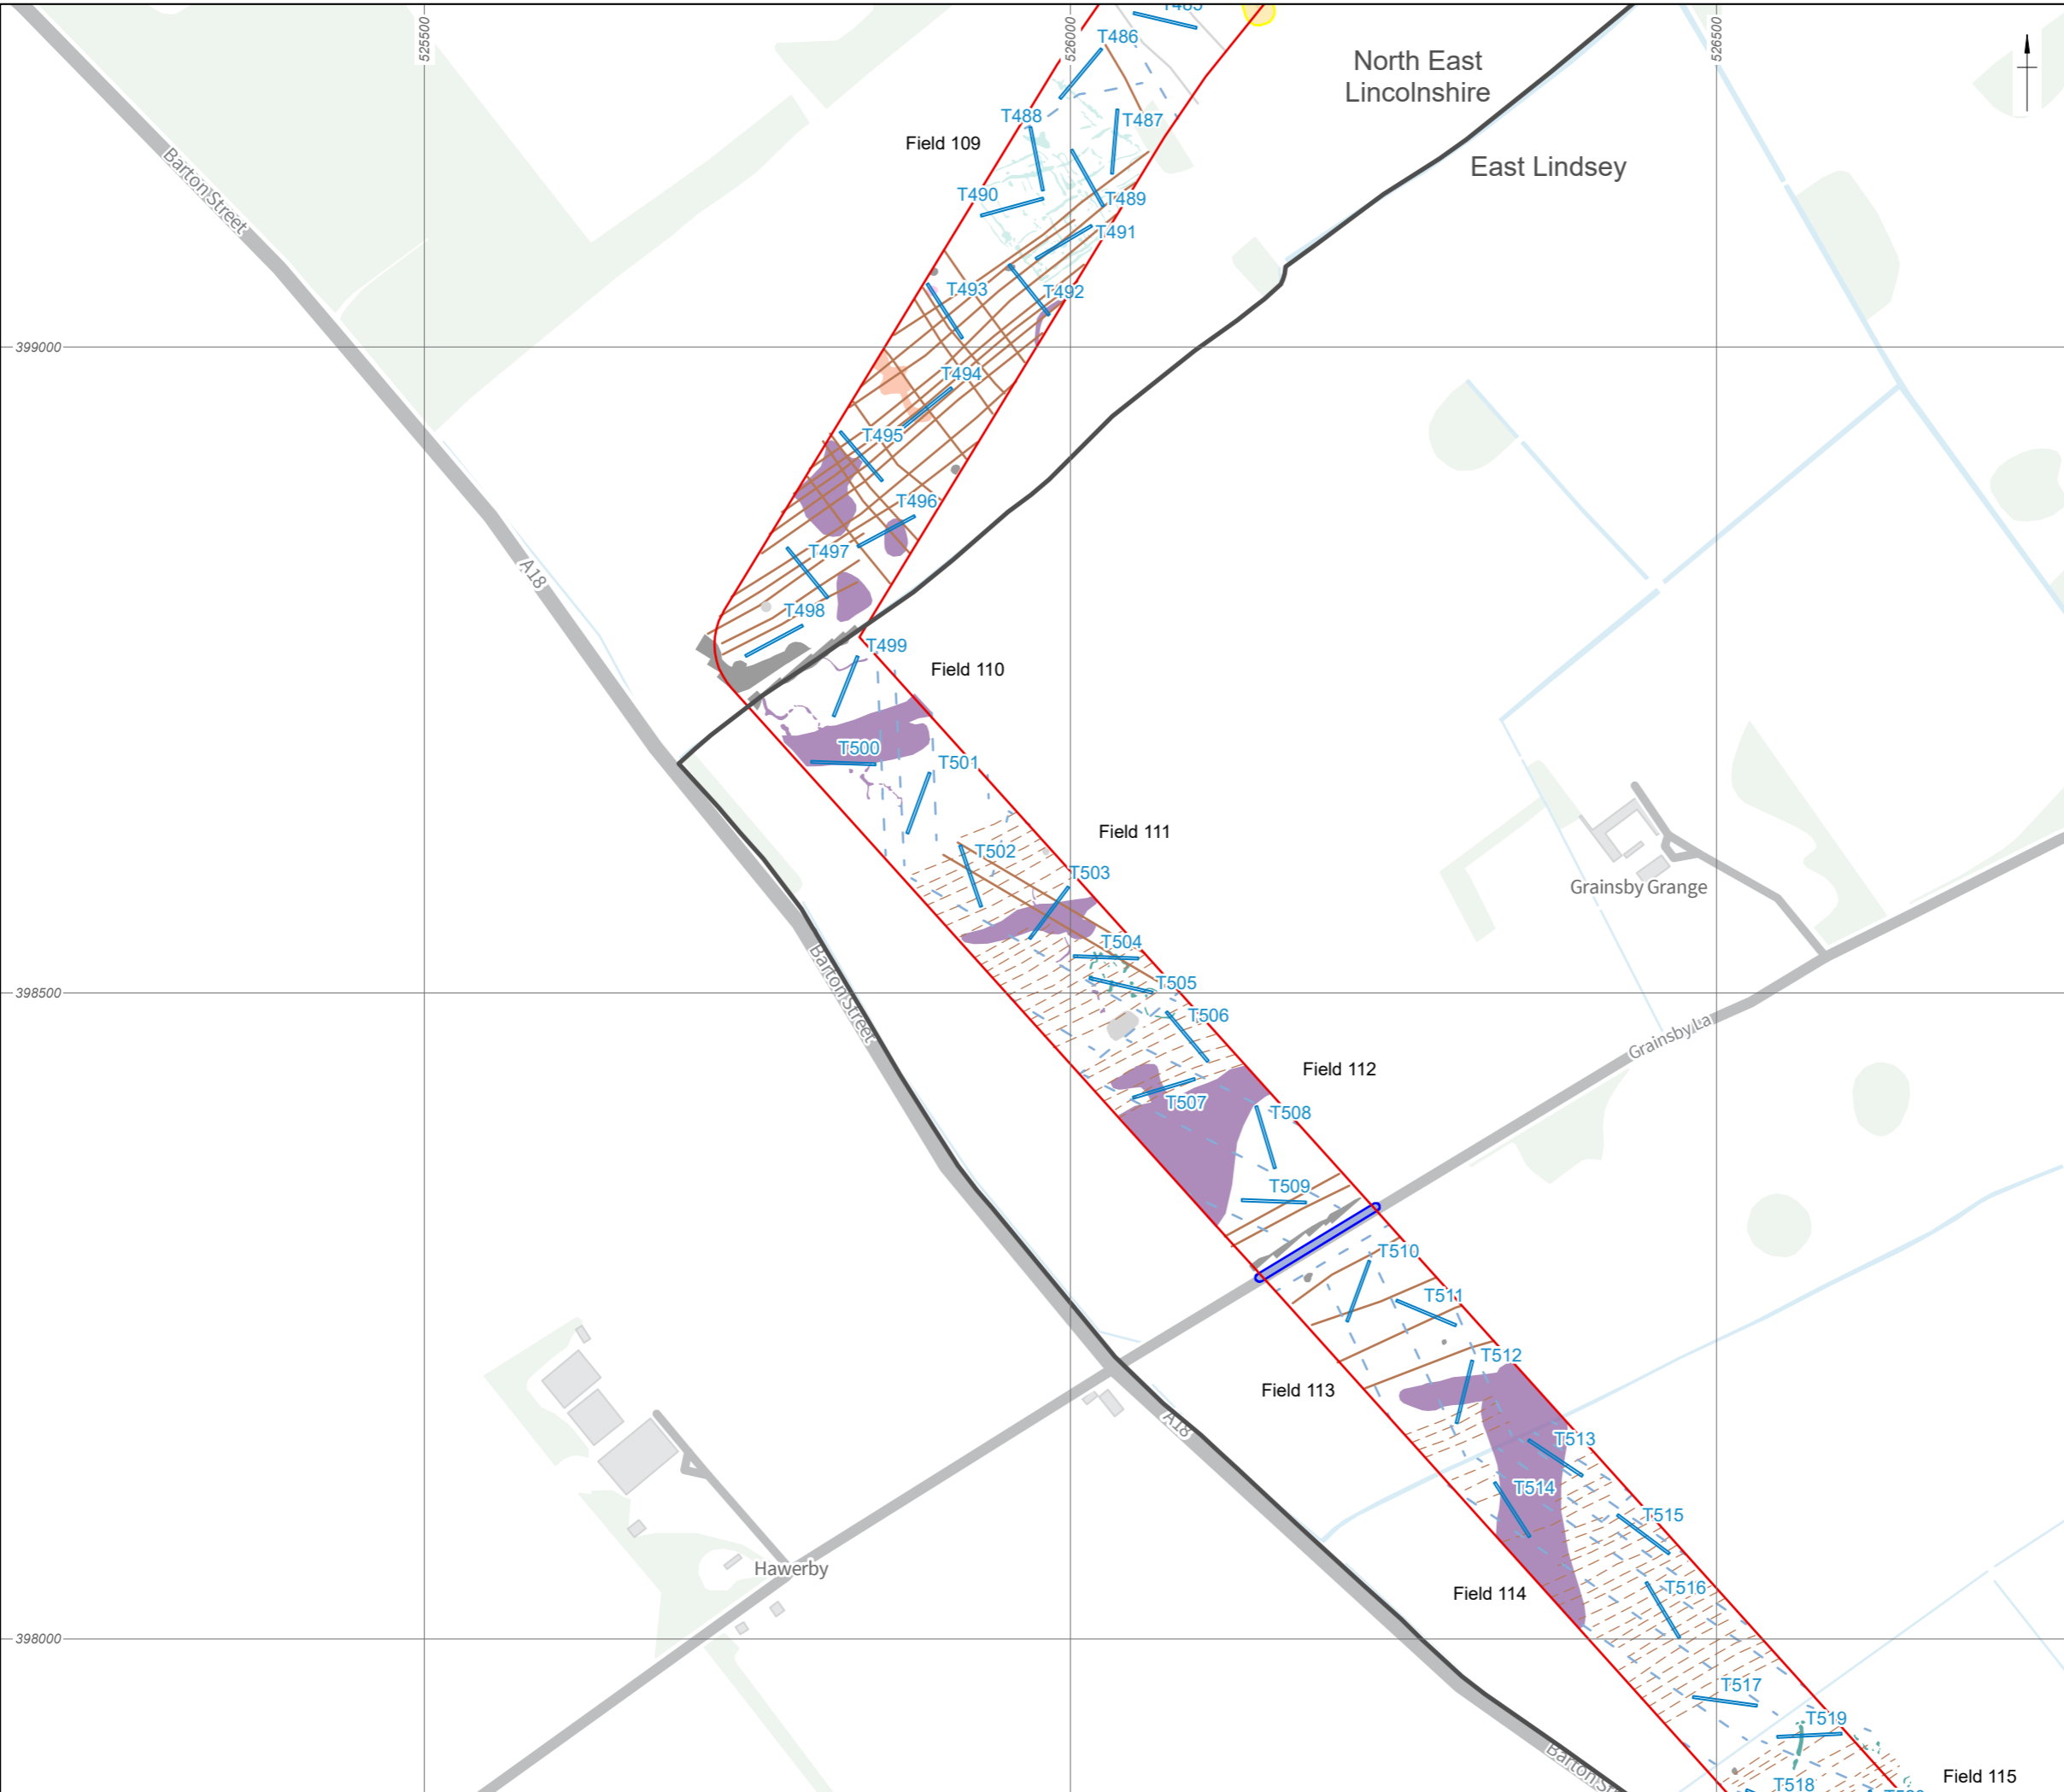 525500
526000
526500
T485
T486
North East
Lincolnshire
T488
T487
Field 109
East Lindsey
Barton Street
T490
T489
T491
T493
T492
399000
T494
T495
T496
A18
T497
T498
T499
Field 110
T500
T501
Field 111
T502
T503
Grainsby Grange
T504
Barton Street
T505
398500
T506
Grainsby La
Field 112
T507
T508
T509
T510
T511
T512
Field 113
A18
T513
T514
T515
Hawerby
T516
Field 114
398000
T517
T519
Barton St
Field 115
T518